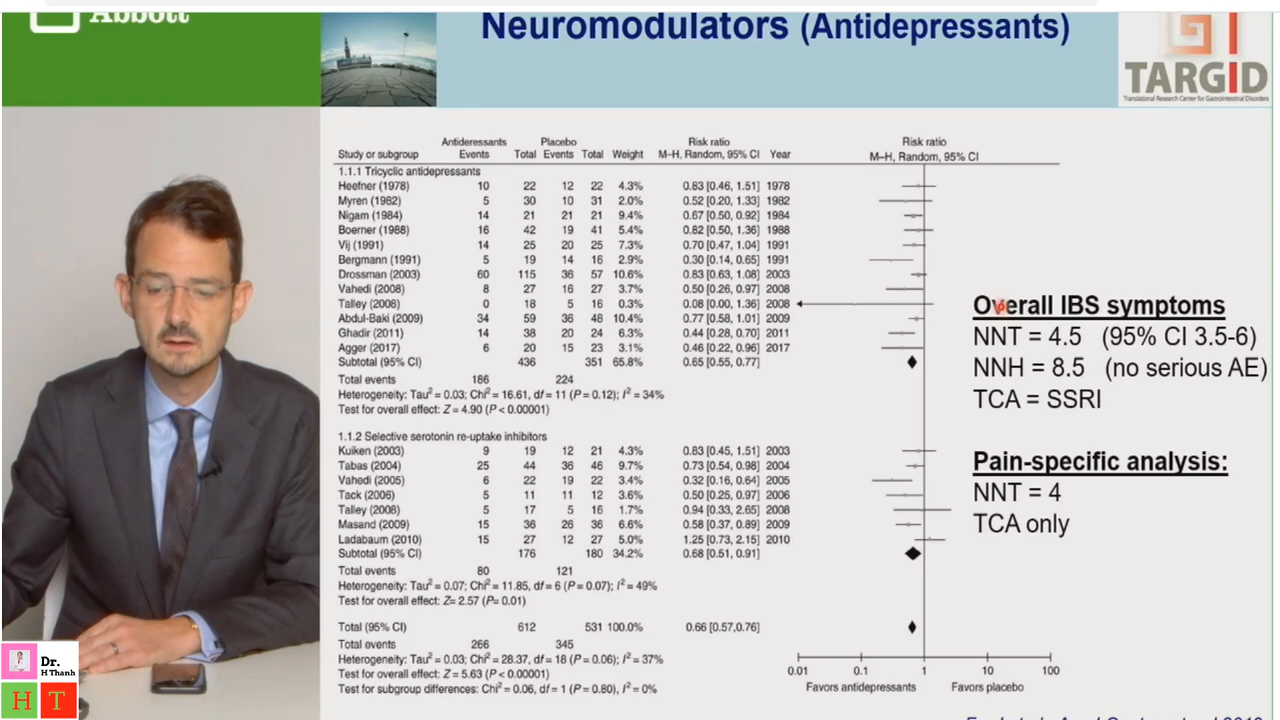 Abbott
Neuromodulators (Antidepressants)
TARGID
Translational Research Center for Gastrointestinal Disorders
Antideressants Placebo Risk ratio Risk ratio
Study or subgroup Events Total Events Total Weight M–H, Random, 95% CI Year M–H, Random, 95% CI
1.1.1 Tricyclic antidepressants
Heefner (1978) 10 22 12 22 4.3% 0.83 [0.46, 1.51] 1978
Myren (1982) 5 30 10 31 2.0% 0.52 [0.20, 1.33] 1982
Nigam (1984) 14 21 21 21 9.4% 0.67 [0.50, 0.92] 1984
Boerner (1988) 16 42 19 41 5.4% 0.82 [0.50, 1.36] 1988
Vij (1991) 14 25 20 25 7.3% 0.70 [0.47, 1.04] 1991
Bergmann (1991) 5 19 14 16 2.9% 0.30 [0.14, 0.65] 1991
Drossman (2003) 60 115 36 57 10.6% 0.83 [0.63, 1.08] 2003
Vahedi (2008) 8 27 16 27 3.7% 0.50 [0.26, 0.97] 2008
Talley (2008) 0 18 5 16 0.3% 0.08 [0.00, 1.36] 2008
Abdul-Baki (2009) 34 59 36 48 10.4% 0.77 [0.58, 1.01] 2009
Ghadir (2011) 14 38 20 24 6.3% 0.44 [0.28, 0.70] 2011
Agger (2017) 6 20 15 23 3.1% 0.46 [0.22, 0.96] 2017
Subtotal (95% CI) 436 351 65.8% 0.65 [0.55, 0.77]
Total events 186 224
Heterogeneity: Tau² = 0.03; Chi² = 16.61, df = 11 (P = 0.12); I² = 34%
Test for overall effect: Z = 4.90 (P < 0.00001)
1.1.2 Selective serotonin re-uptake inhibitors
Kuiken (2003) 9 19 12 21 4.3% 0.83 [0.45, 1.51] 2003
Tabas (2004) 25 44 36 46 9.7% 0.73 [0.54, 0.98] 2004
Vahedi (2005) 6 22 19 22 3.4% 0.32 [0.16, 0.64] 2005
Tack (2006) 5 11 11 12 3.6% 0.50 [0.25, 0.97] 2006
Talley (2008) 5 17 5 16 1.7% 0.94 [0.33, 2.65] 2008
Masand (2009) 15 36 26 36 6.6% 0.58 [0.37, 0.89] 2009
Ladabaum (2010) 15 27 12 27 5.0% 1.25 [0.73, 2.15] 2010
Subtotal (95% CI) 176 180 34.2% 0.68 [0.51, 0.91]
Total events 80 121
Heterogeneity: Tau² = 0.07; Chi² = 11.85, df = 6 (P = 0.07); I² = 49%
Test for overall effect: Z= 2.57 (P= 0.01)
Total (95% CI) 612 531 100.0% 0.66 [0.57,0.76]
Total events 266 345
Heterogeneity: Tau² = 0.03; Chi² = 28.37, df = 18 (P = 0.06); I² = 37%
Test for overall effect: Z = 5.63 (P < 0.00001)
Test for subgroup differences: Chi² = 0.06, df = 1 (P = 0.80), I² = 0%
0.01 0.1 1 10 100
Favors antidepressants Favors placebo
Overall IBS symptoms
NNT = 4.5 (95% CI 3.5-6)
NNH = 8.5 (no serious AE)
TCA = SSRI
Pain-specific analysis:
NNT = 4
TCA only
Dr.
H Thanh
H T